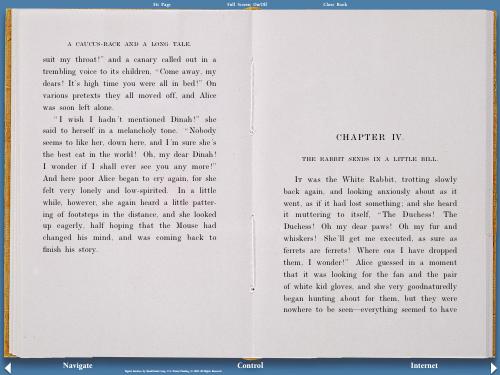 Full Screen On/Off
Close Book
A CAUCUS-RACE AND A LONG TALE.
suit my throat!” and a canary called out in a
trembling voice to its children, “Come away, my
dears! It's high time you were all in bed!” On
various pretexts they all moved off, and Alice
was soon left alone.
“I wish I hadn't mentioned Dinah!” she
said to herself in a melancholy tone. “Nobody
seems to like her, down here, and I'm sure she's
the best cat in the world! Oh, my dear Dinah!
I wonder if I shall ever see you any more!”
And here poor Alice began to cry again, for she
felt very lonely and low-spirited. In a little
while, however, she again heard a little patter-
ing of footsteps in the distance, and she looked
up eagerly, half hoping that the Mouse had
changed his mind, and was coming back to
finish his story.
CHAPTER IV.
THE RABBIT SENDS IN A LITTLE BILL.
IT was the White Rabbit, trotting slowly
back again, and looking anxiously about as it
went, as if it had lost something; and she heard
it muttering to itself, “The Duchess! The
Duchess! Oh my dear paws! Oh my fur and
whiskers! She'll get me executed, as sure as
ferrets are ferrets! Where can I have dropped
them, I wonder!” Alice guessed in a moment
that it was looking for the fan and the pair
of white kid gloves, and she very goodnaturedly
began hunting about for them, but they were
nowhere to be seen—everything seemed to have
Navigate
Control
Internet